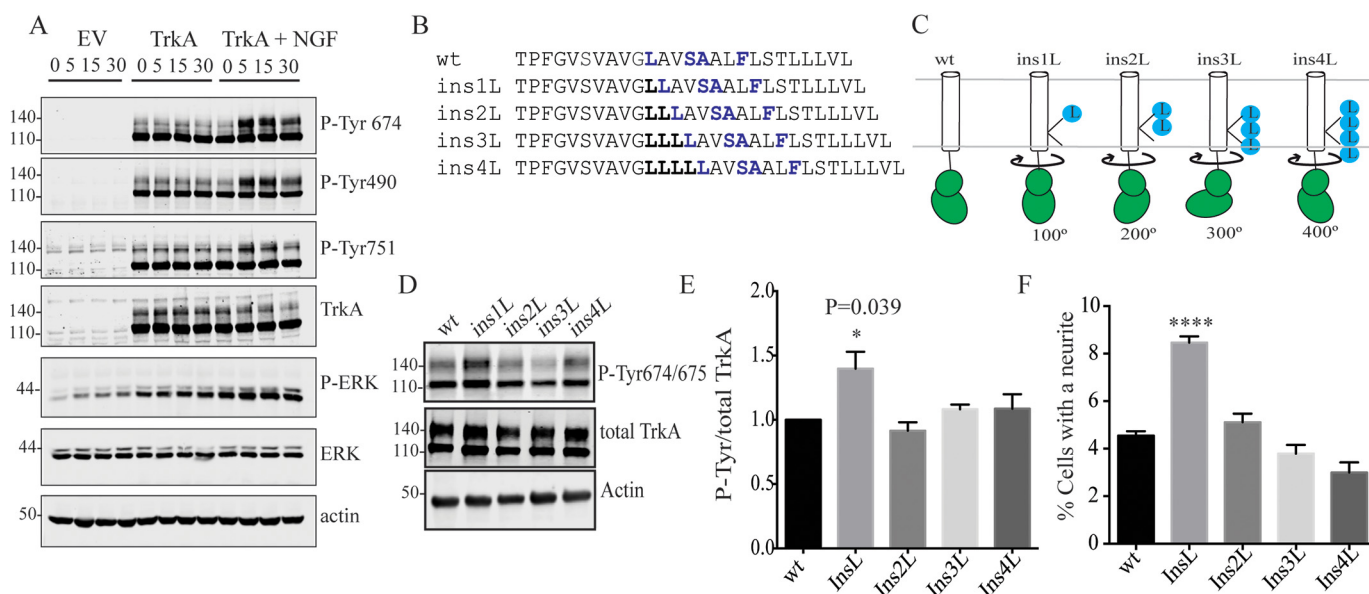 A
EV TrkA TrkA + NGF
0 5 15 30 0 5 15 30 0 5 15 30
140
110
P-Tyr 674
140
110
P-Tyr490
140
110
P-Tyr751
140
110
TrkA
44
P-ERK
44
ERK
50
actin
B
wt TPFGVSVAVGLAVSAALFLSTLLLVL
ins1L TPFGVSVAVGLLAVSAALFLSTLLLVL
ins2L TPFGVSVAVGLLLAVSAALFLSTLLLVL
ins3L TPFGVSVAVGLLLLAVSAALFLSTLLLVL
ins4L TPFGVSVAVGLLLLLAVSAALFLSTLLLVL
C
wt ins1L ins2L ins3L ins4L
L
L
L
L
L
L
L
L
L
L
100º 200º 300º 400º
D
wt ins1L ins2L ins3L ins4L
140
110
P-Tyr674/675
140
110
total TrkA
50
Actin
E
P-Tyr/total TrkA
2.0
1.5
1.0
0.5
0.0
P=0.039
*
wt InsL Ins2L Ins3L Ins4L
F
% Cells with a neurite
10
8
6
4
2
0
****
wt InsL Ins2L Ins3L Ins4L